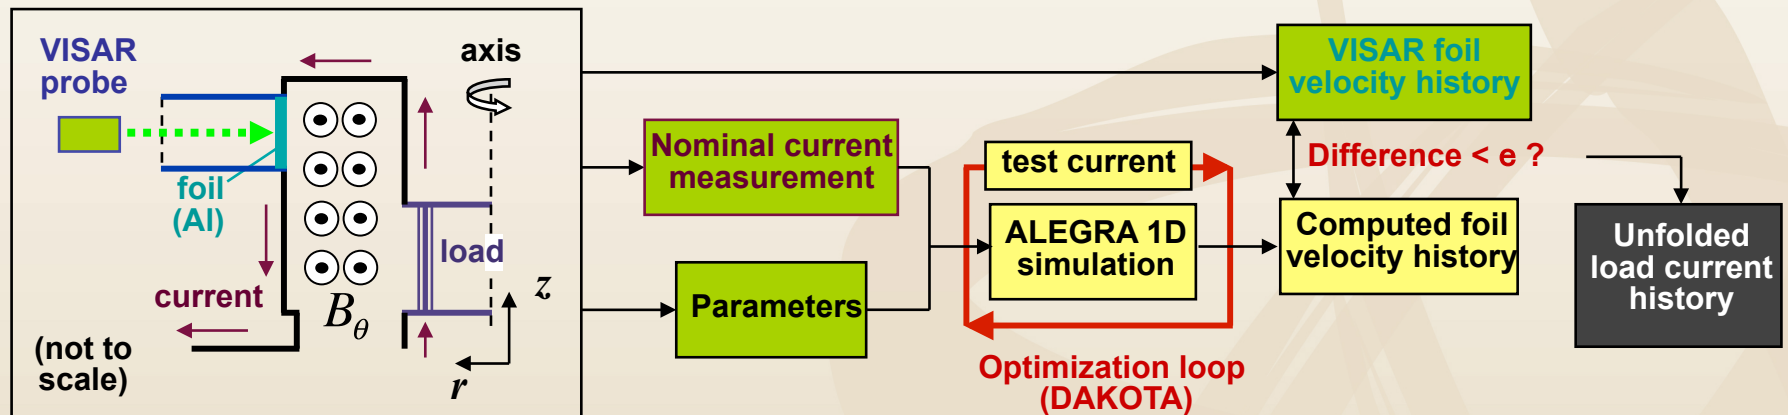 VISAR
probe
axis
foil
(Al)
load
current
B_θ
z
r
(not to
scale)
Nominal current
measurement
Parameters
test current
ALEGRA 1D
simulation
Optimization loop
(DAKOTA)
VISAR foil
velocity history
Difference < e ?
Computed foil
velocity history
Unfolded
load current
history